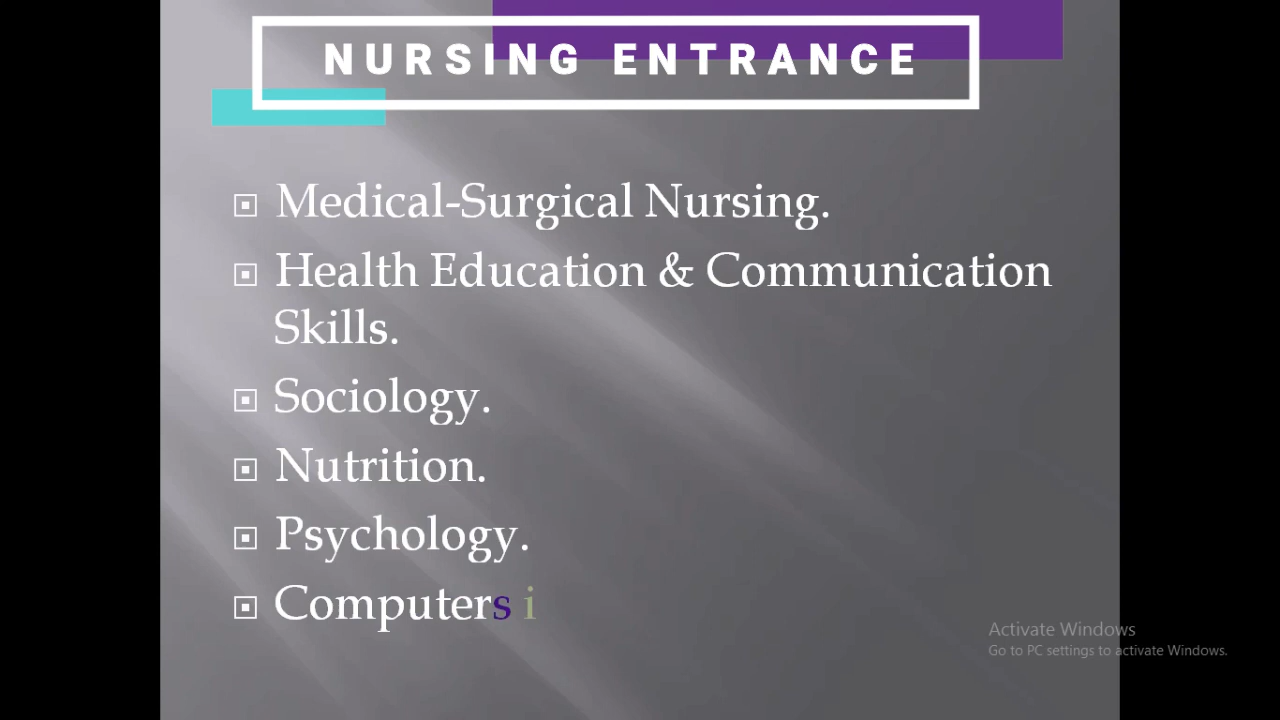 NURSING ENTRANCE
Medical-Surgical Nursing.
Health Education & Communication
Skills.
Sociology.
Nutrition.
Psychology.
Computers i
Activate Windows
Go to PC settings to activate Windows.